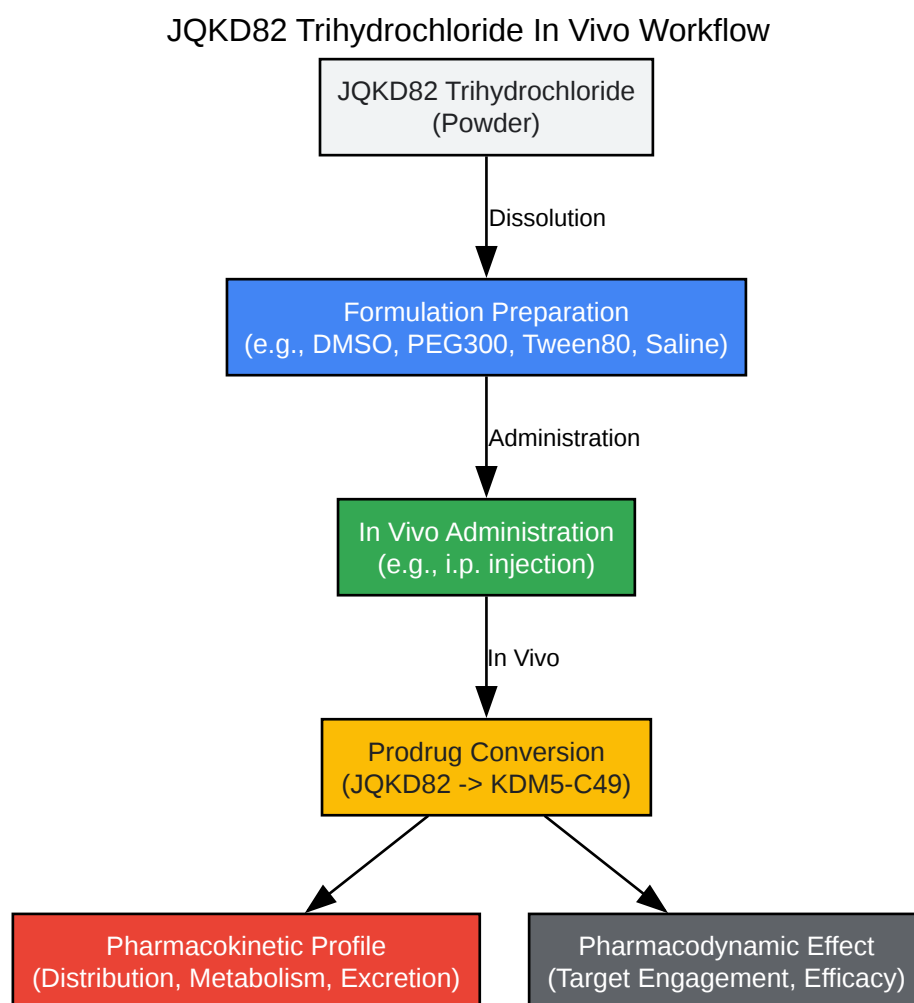 JQKD82 Trihydrochloride In Vivo Workflow
JQKD82 Trihydrochloride
(Powder)
Dissolution
Formulation Preparation
(e.g., DMSO, PEG300, Tween80, Saline)
Administration
In Vivo Administration
(e.g., i.p. injection)
In Vivo
Prodrug Conversion
(JQKD82 -> KDM5-C49)
Pharmacokinetic Profile
(Distribution, Metabolism, Excretion)
Pharmacodynamic Effect
(Target Engagement, Efficacy)